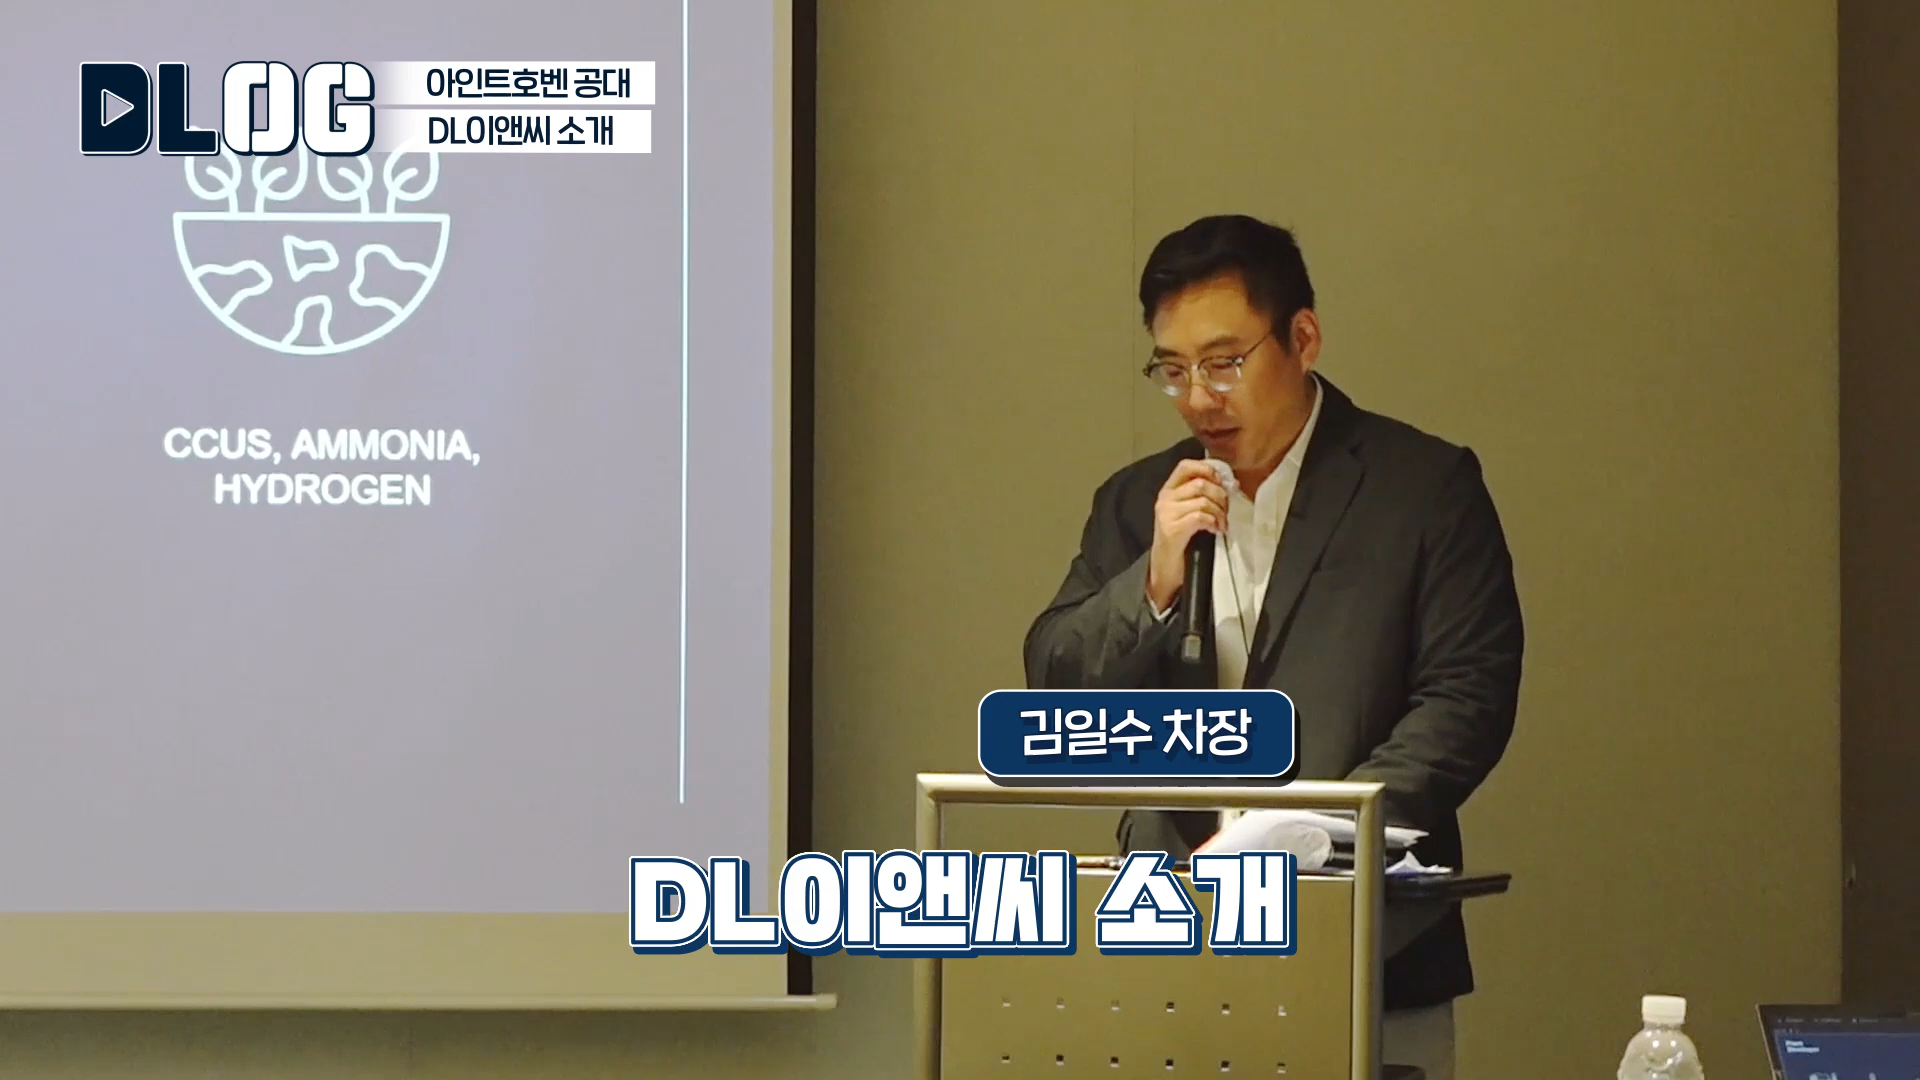 DLOG
아인트호벤 공대
DL이앤씨 소개
CCUS, AMMONIA,
HYDROGEN
김일수 차장
DL이앤씨 소개